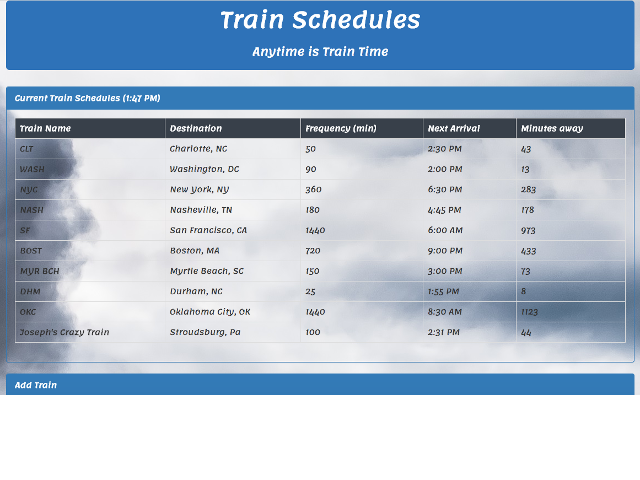 Train Schedules
Anytime is Train Time
Current Train Schedules (1:47 PM)
Train Name Destination Frequency (min) Next Arrival Minutes away
CLT Charlotte, NC 50 2:30 PM 43
WASH Washington, DC 90 2:00 PM 13
NYC New York, NY 360 6:30 PM 283
NASH Nasheville, TN 180 4:45 PM 178
SF San Francisco, CA 1440 6:00 AM 973
BOST Boston, MA 720 9:00 PM 433
MYR BCH Myrtle Beach, SC 150 3:00 PM 73
DHM Durham, NC 25 1:55 PM 8
OKC Oklahoma City, OK 1440 8:30 AM 1123
Joseph's Crazy Train Stroudsburg, Pa 100 2:31 PM 44
Add Train